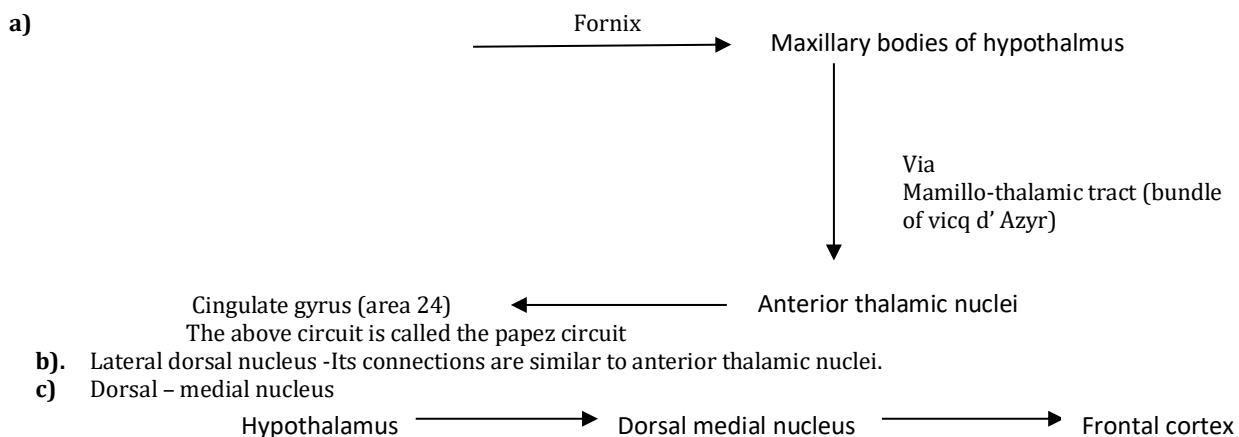 a)
Fornix
Maxillary bodies of hypothalmus
Via
Mamillo-thalamic tract (bundle
of vicq d’ Azyr)
Cingulate gyrus (area 24)
Anterior thalamic nuclei
The above circuit is called the papez circuit
b). Lateral dorsal nucleus -Its connections are similar to anterior thalamic nuclei.
c) Dorsal – medial nucleus
Hypothalamus Dorsal medial nucleus Frontal cortex